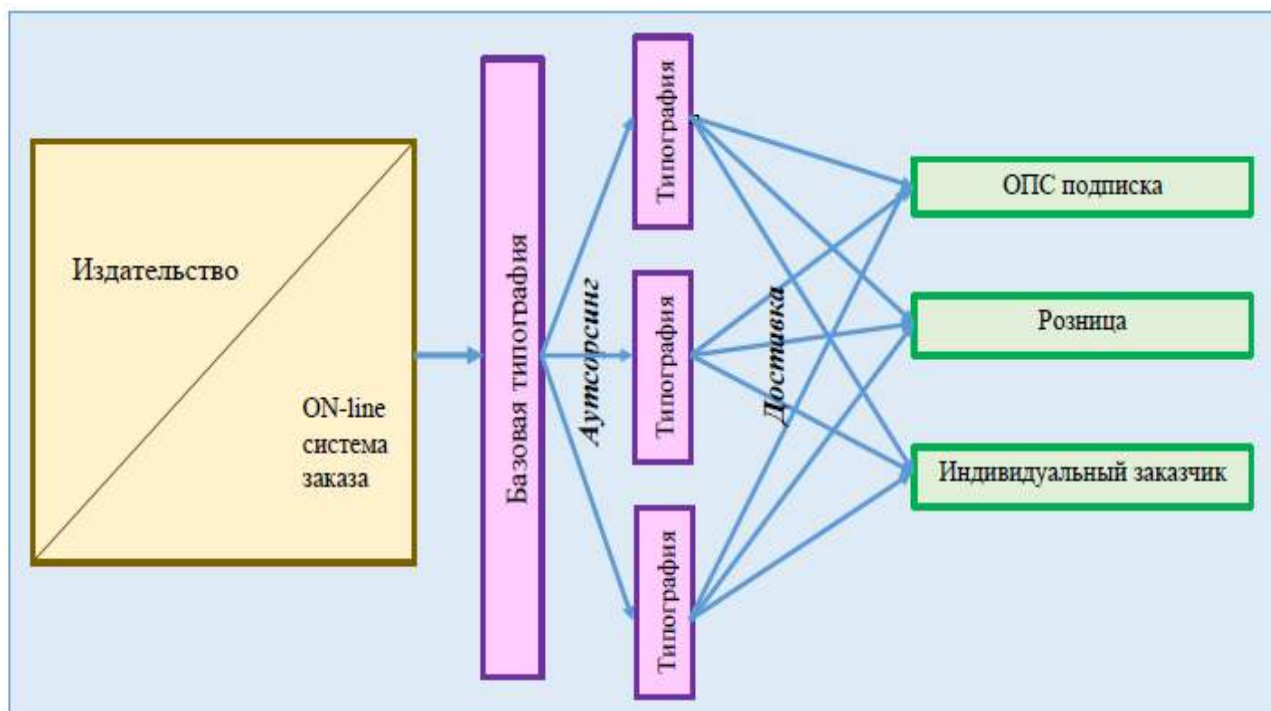 Издательство
ON-line
система
заказа
Базовая типография
Аутсорсинг
Типография
Типография
Типография
Доставка
ОПС подписка
Розница
Индивидуальный заказчик